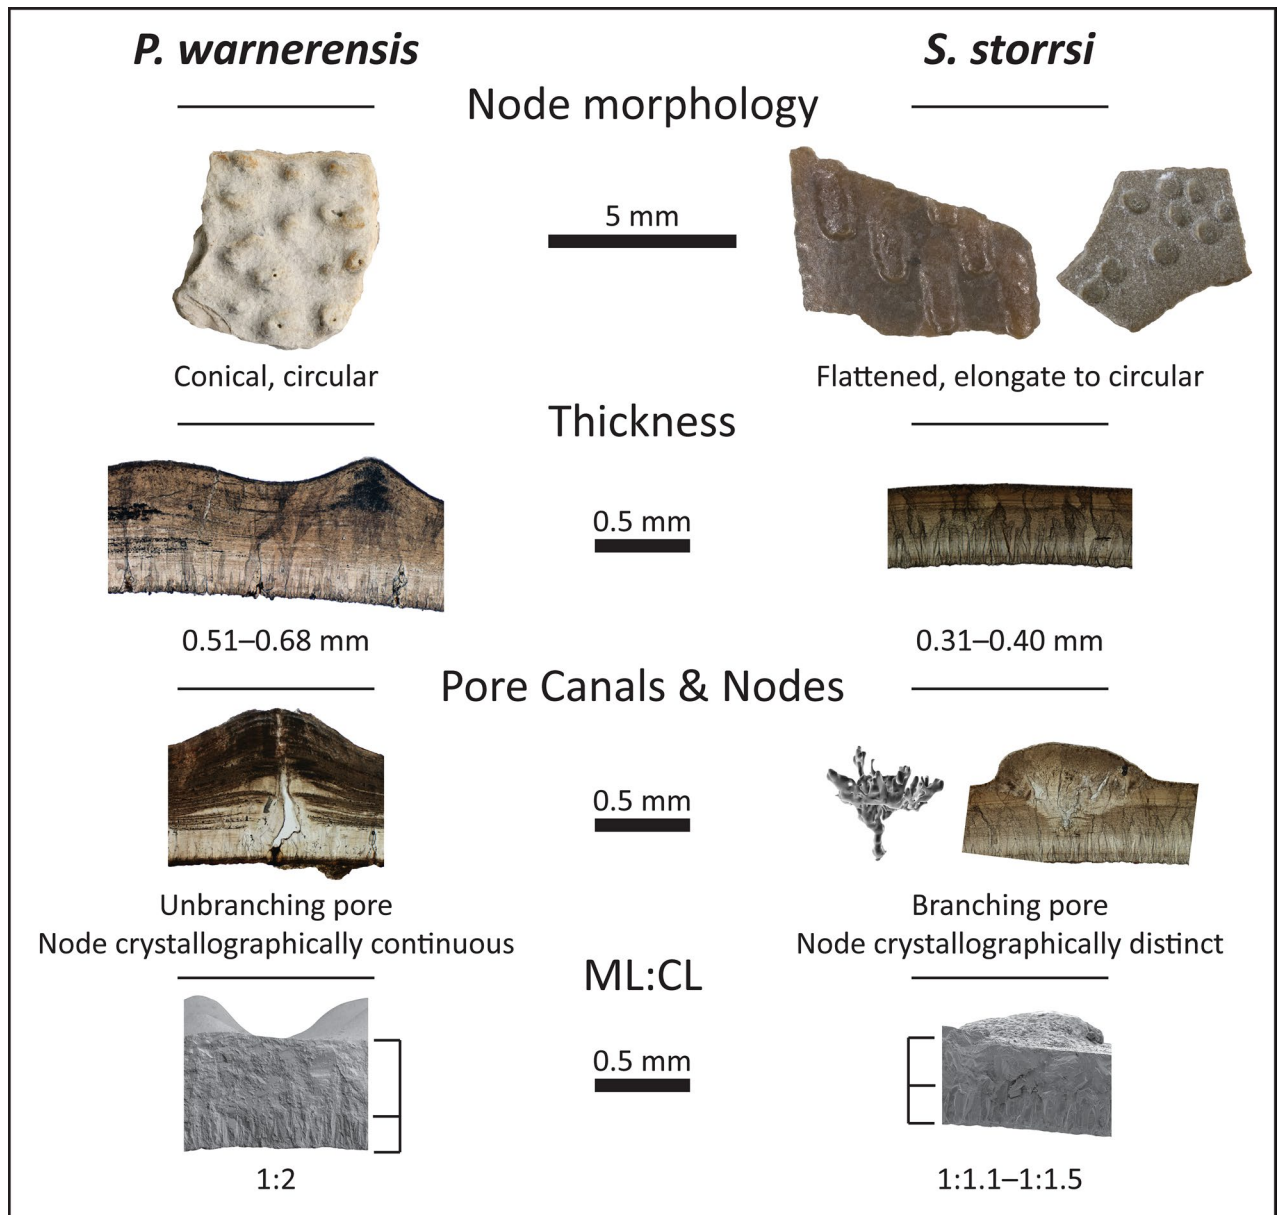 P. warnerensis
S. storrsi
Node morphology
5 mm
Conical, circular
Flattened, elongate to circular
Thickness
0.5 mm
0.51–0.68 mm
0.31–0.40 mm
Pore Canals & Nodes
0.5 mm
Unbranching pore
Node crystallographically continuous
Branching pore
Node crystallographically distinct
ML:CL
0.5 mm
1:2
1:1.1–1:1.5